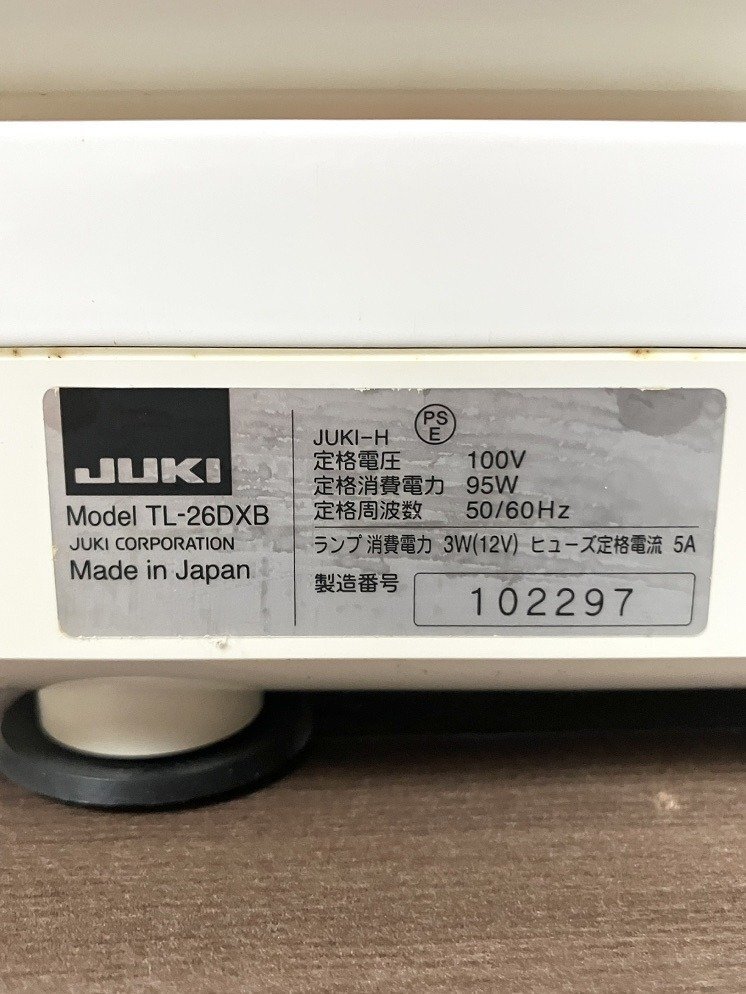 JUKI
Model TL-26DXB
JUKI CORPORATION
Made in Japan
JUKI-H
PS
E
定格電圧 100V
定格消費電力 95W
定格周波数 50/60Hz
ランプ消費電力 3W(12V) ヒューズ定格電流 5A
製造番号 102297